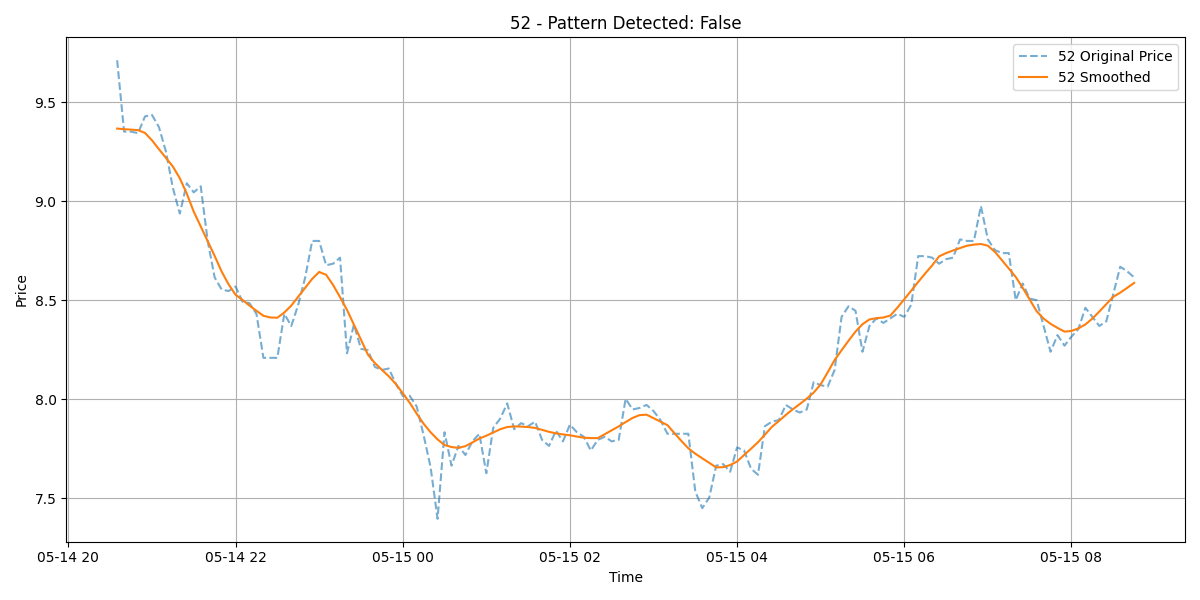 52 - Pattern Detected: False
52 Original Price
52 Smoothed
Price
9.5
9.0
8.5
8.0
7.5
05-14 20
05-14 22
05-15 00
05-15 02
05-15 04
05-15 06
05-15 08
Time